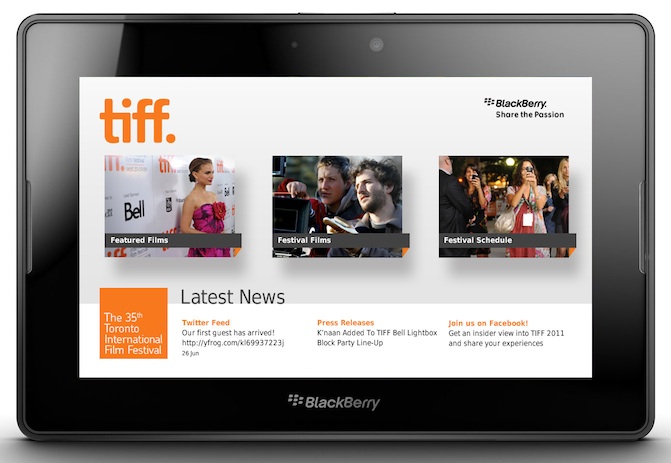 tiff.
BlackBerry.
Share the Passion
Bell
Featured Films
Festival Films
Festival Schedule
The 35th
Toronto
International
Film Festival
Latest News
Twitter Feed
Our first guest has arrived!
http://yfrog.com/kl69937223j
26 Jun
Press Releases
K'naan Added To TIFF Bell Lightbox
Block Party Line-Up
Join us on Facebook!
Get an insider view into TIFF 2011
and share your experiences
BlackBerry